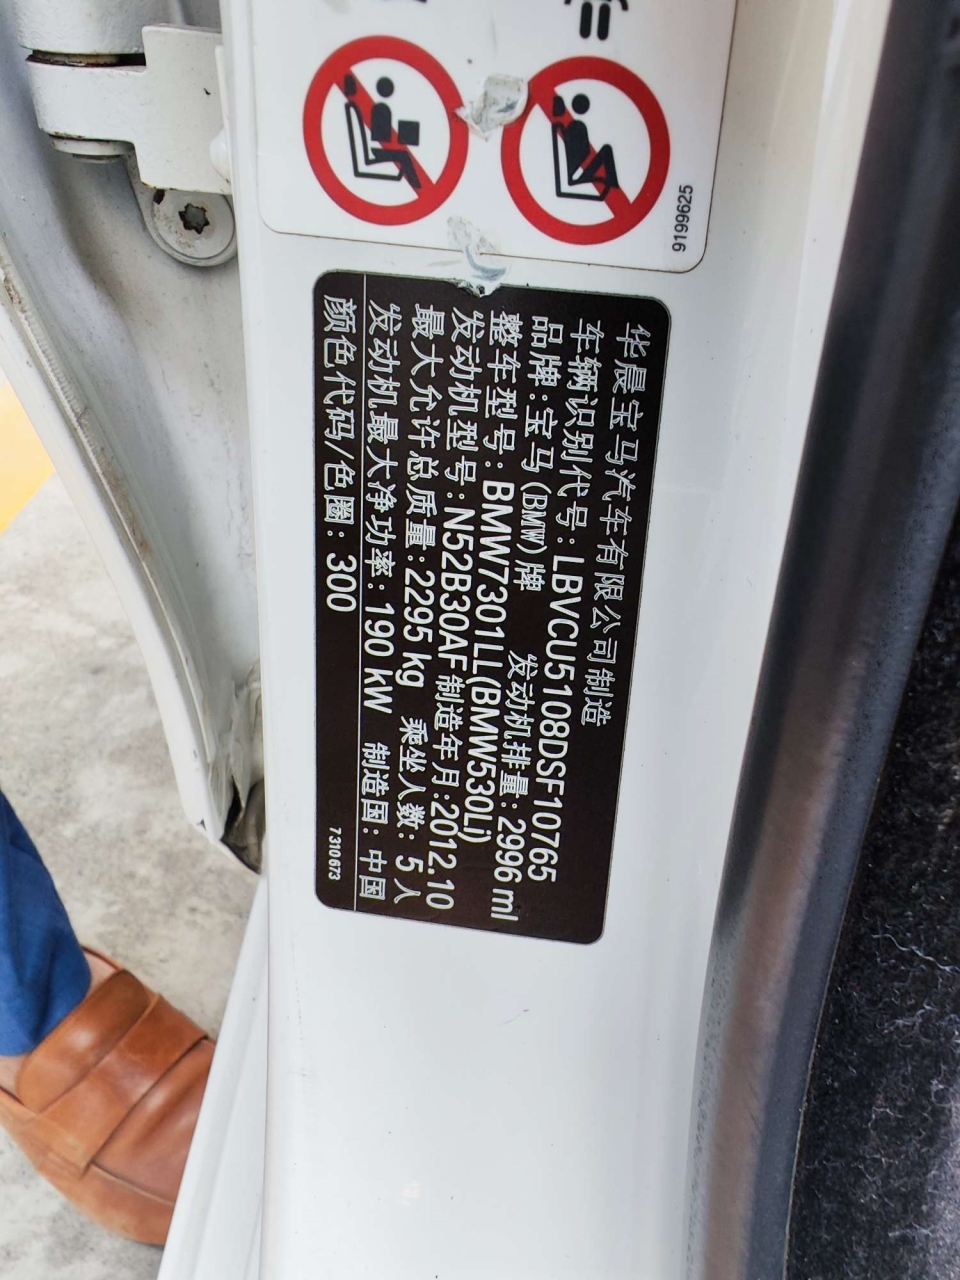 9199625
华晨宝马汽车有限公司制造
车辆识别代号: LBVCU5108DSF10765
品牌: 宝马(BMW)牌 发动机排量: 2996 ml
整车型号: BMW7301LL(BMW530Li)
发动机型号: N52B30AF 制造年月: 2012.10
最大允许总质量: 2295 kg 乘坐人数: 5人
发动机最大净功率: 190 kW 制造国: 中国
颜色代码/色圈: 300
7310673